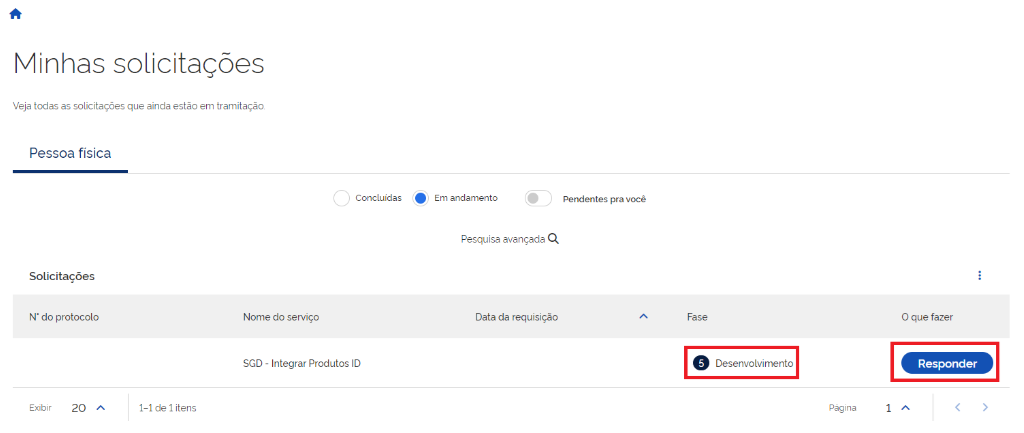 Minhas solicitações
Veja todas as solicitações que ainda estão em tramitação.
Pessoa física
Concluídas Em andamento Pendentes pra você
Pesquisa avançada
Solicitações
N° do protocolo Nome do serviço Data da requisição Fase O que fazer
SGD - Integrar Produtos ID 5 Desenvolvimento Responder
Exibir 20 1–1 de 1 itens Página 1